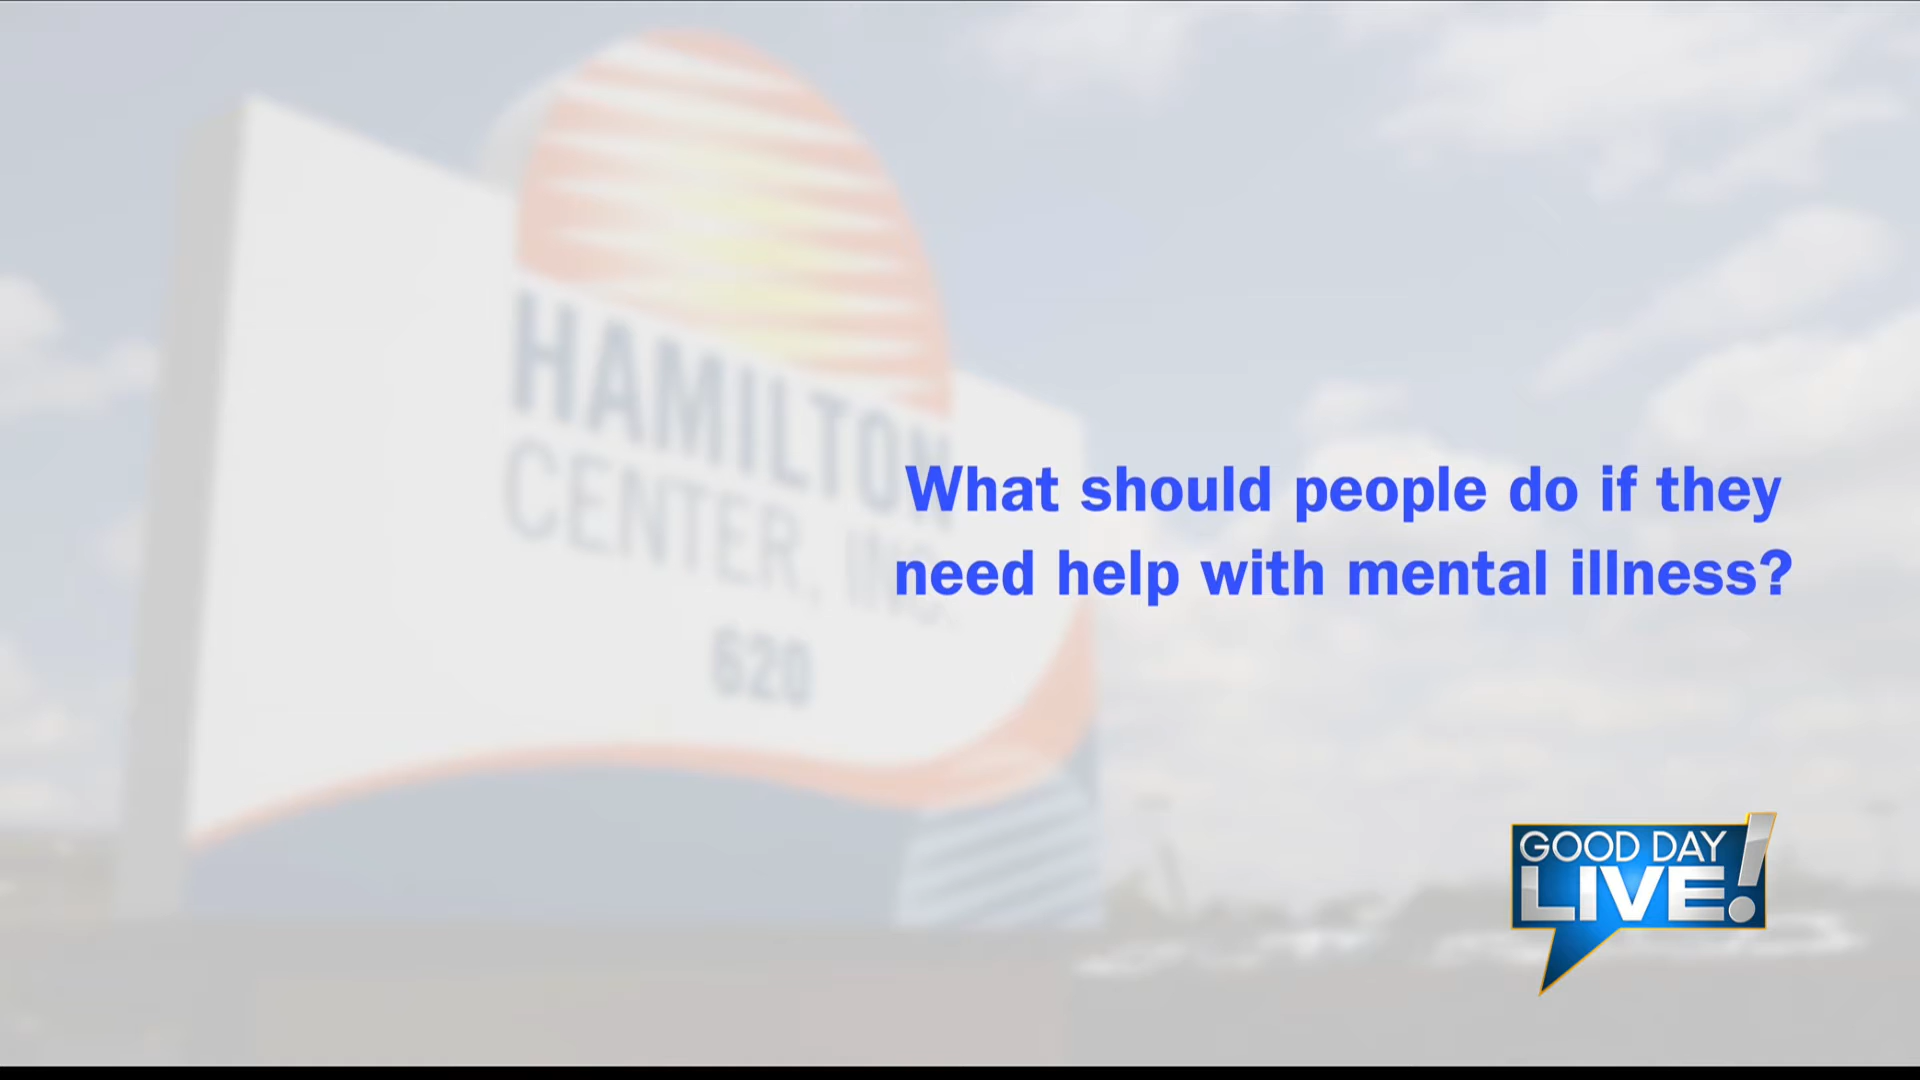 HAMILTON
CENTER, INC.
620
What should people do if they
need help with mental illness?
GOOD DAY
LIVE!